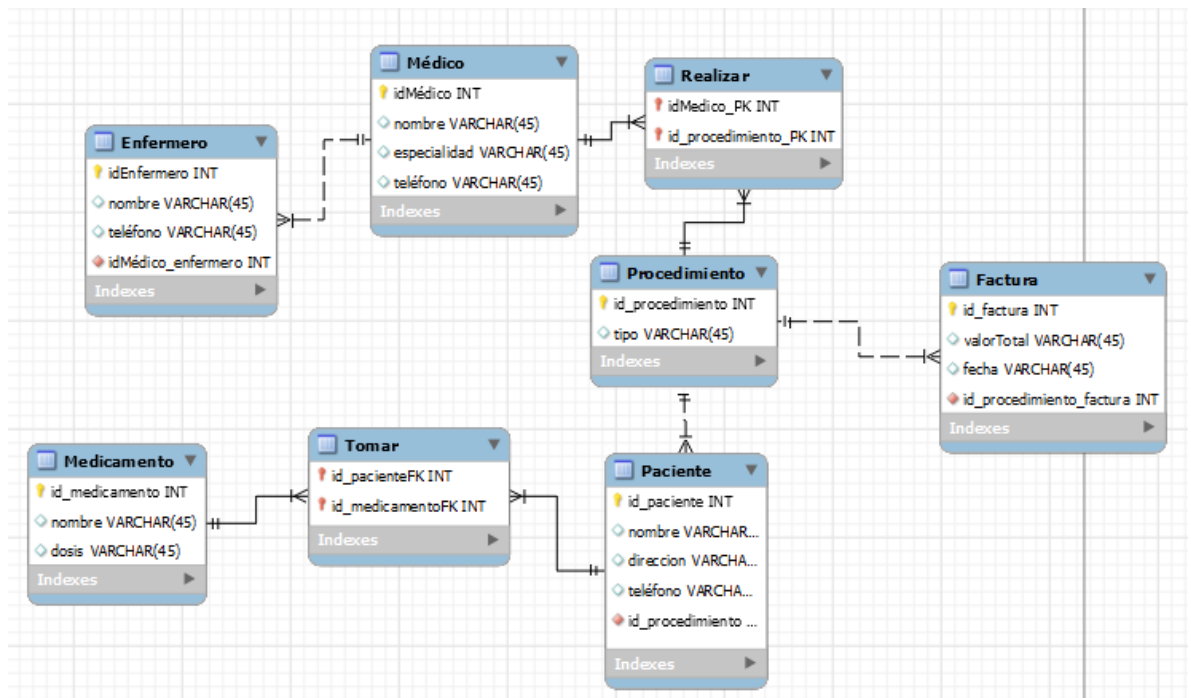 Médico
idMédico INT
nombre VARCHAR(45)
especialidad VARCHAR(45)
teléfono VARCHAR(45)
Indexes
Realizar
idMedico_PK INT
id_procedimiento_PK INT
Indexes
Enfermero
idEnfermero INT
nombre VARCHAR(45)
teléfono VARCHAR(45)
idMédico_enfermero INT
Indexes
Procedimiento
id_procedimiento INT
tipo VARCHAR(45)
Indexes
Factura
id_factura INT
valorTotal VARCHAR(45)
fecha VARCHAR(45)
id_procedimiento_factura INT
Indexes
Medicamento
id_medicamento INT
nombre VARCHAR(45)
dosis VARCHAR(45)
Indexes
Tomar
id_pacienteFK INT
id_medicamentoFK INT
Indexes
Paciente
id_paciente INT
nombre VARCHAR...
direccion VARCHA...
teléfono VARCHA...
id_procedimiento ...
Indexes